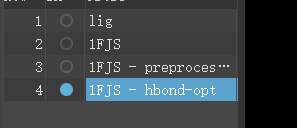 1 lig
2 1FJS
3 1FJS - preproces…
4 1FJS - hbond-opt